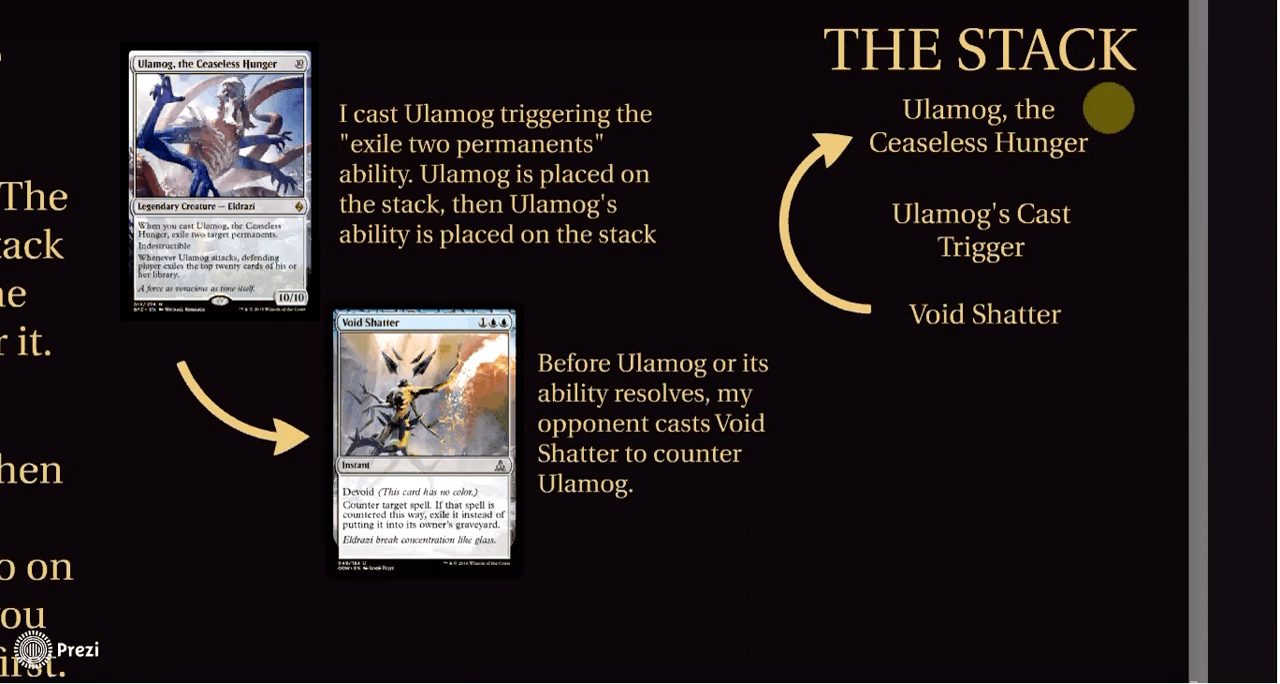 The
tack
ne
r it.
hen
o on
you
first.
Ulamog, the Ceaseless Hunger 10
Legendary Creature — Eldrazi
When you cast Ulamog, the Ceaseless
Hunger, exile two target permanents.
Indestructible
Whenever Ulamog attacks, defending
player exiles the top twenty cards of his or
her library.
A force as voracious as time itself.
10/10
I cast Ulamog triggering the
"exile two permanents"
ability. Ulamog is placed on
the stack, then Ulamog's
ability is placed on the stack
Void Shatter 1
Instant
Devoid (This card has no color.)
Counter target spell. If that spell is
countered this way, exile it instead of
putting it into its owner's graveyard.
Eldrazi break concentration like glass.
Before Ulamog or its
ability resolves, my
opponent casts Void
Shatter to counter
Ulamog.
THE STACK
Ulamog, the
Ceaseless Hunger
Ulamog's Cast
Trigger
Void Shatter
Prezi